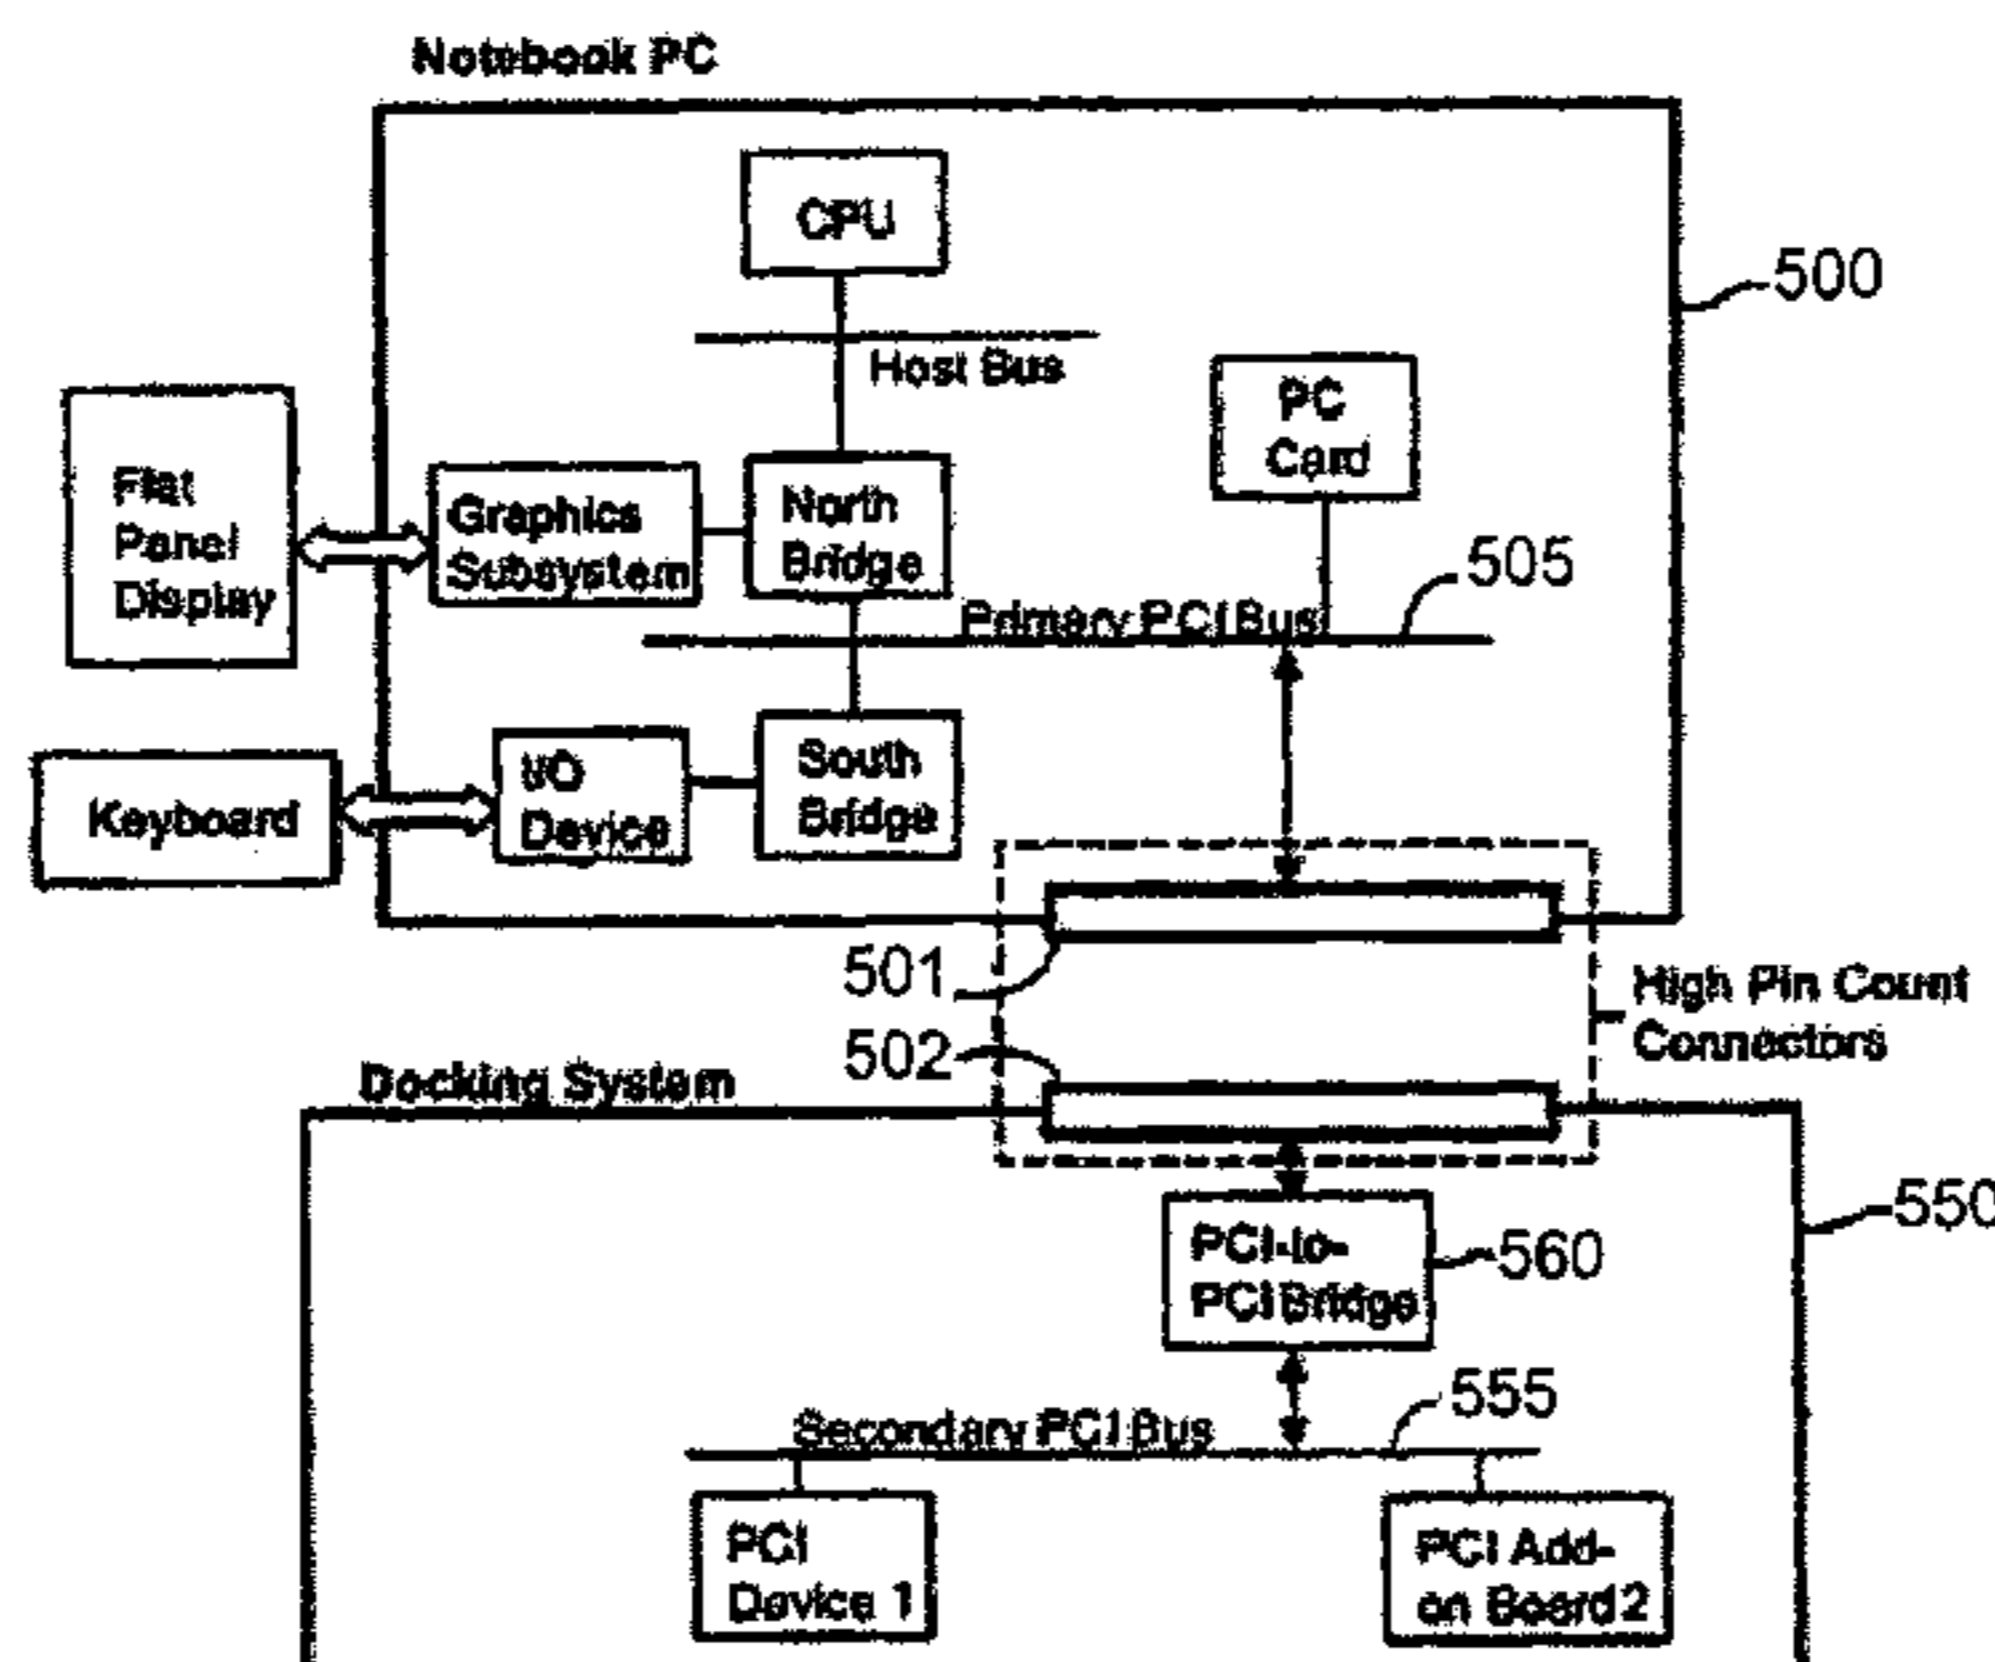 Notebook PC
CPU
500
Host Bus
PC
Card
Flat
Panel
Display
Graphics
Subsystem
North
Bridge
505
Primary PCI Bus
Keyboard
I/O
Device
South
Bridge
501
High Pin Count
Connectors
502
Docking System
550
PCI-to-
PCI Bridge
560
555
Secondary PCI Bus
PCI
Device 1
PCI Add-
on Board 2